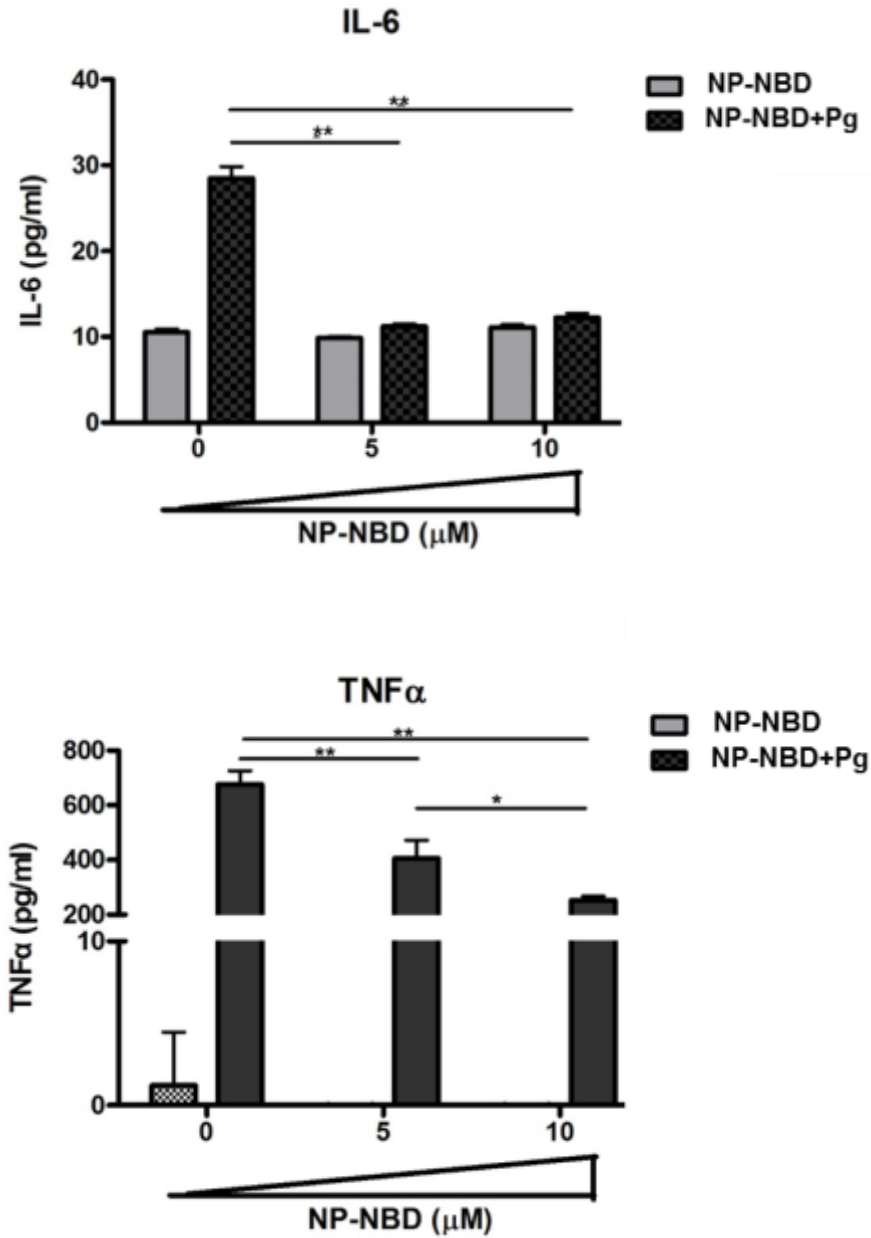 IL-6
NP-NBD
NP-NBD+Pg
IL-6 (pg/ml)
40
30
20
10
0
**
**
0 5 10
NP-NBD (μM)
TNFα
NP-NBD
NP-NBD+Pg
TNFα (pg/ml)
800
600
400
200
10
0
**
**
*
0 5 10
NP-NBD (μM)